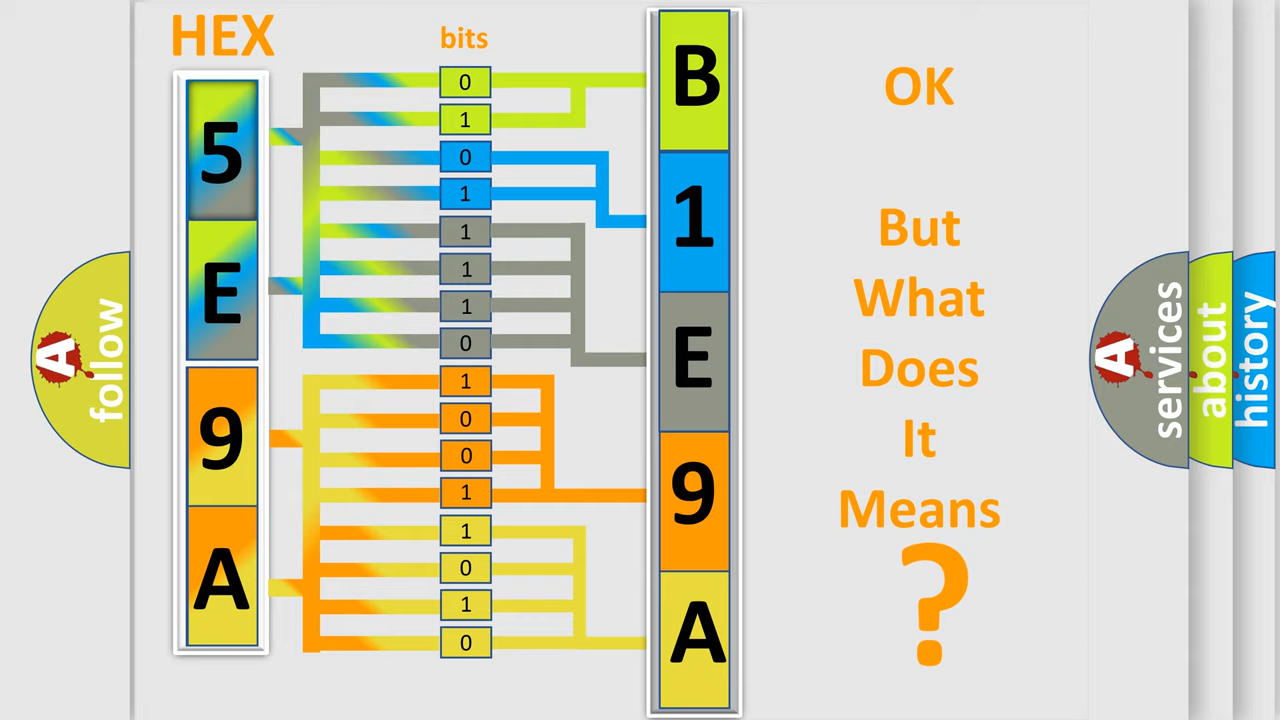 HEX
bits
5
E
9
A
0
1
0
1
1
1
1
0
1
0
0
1
1
0
1
0
B
1
E
9
A
OK
But
What
Does
It
Means
?
A
follow
A
services
about
history